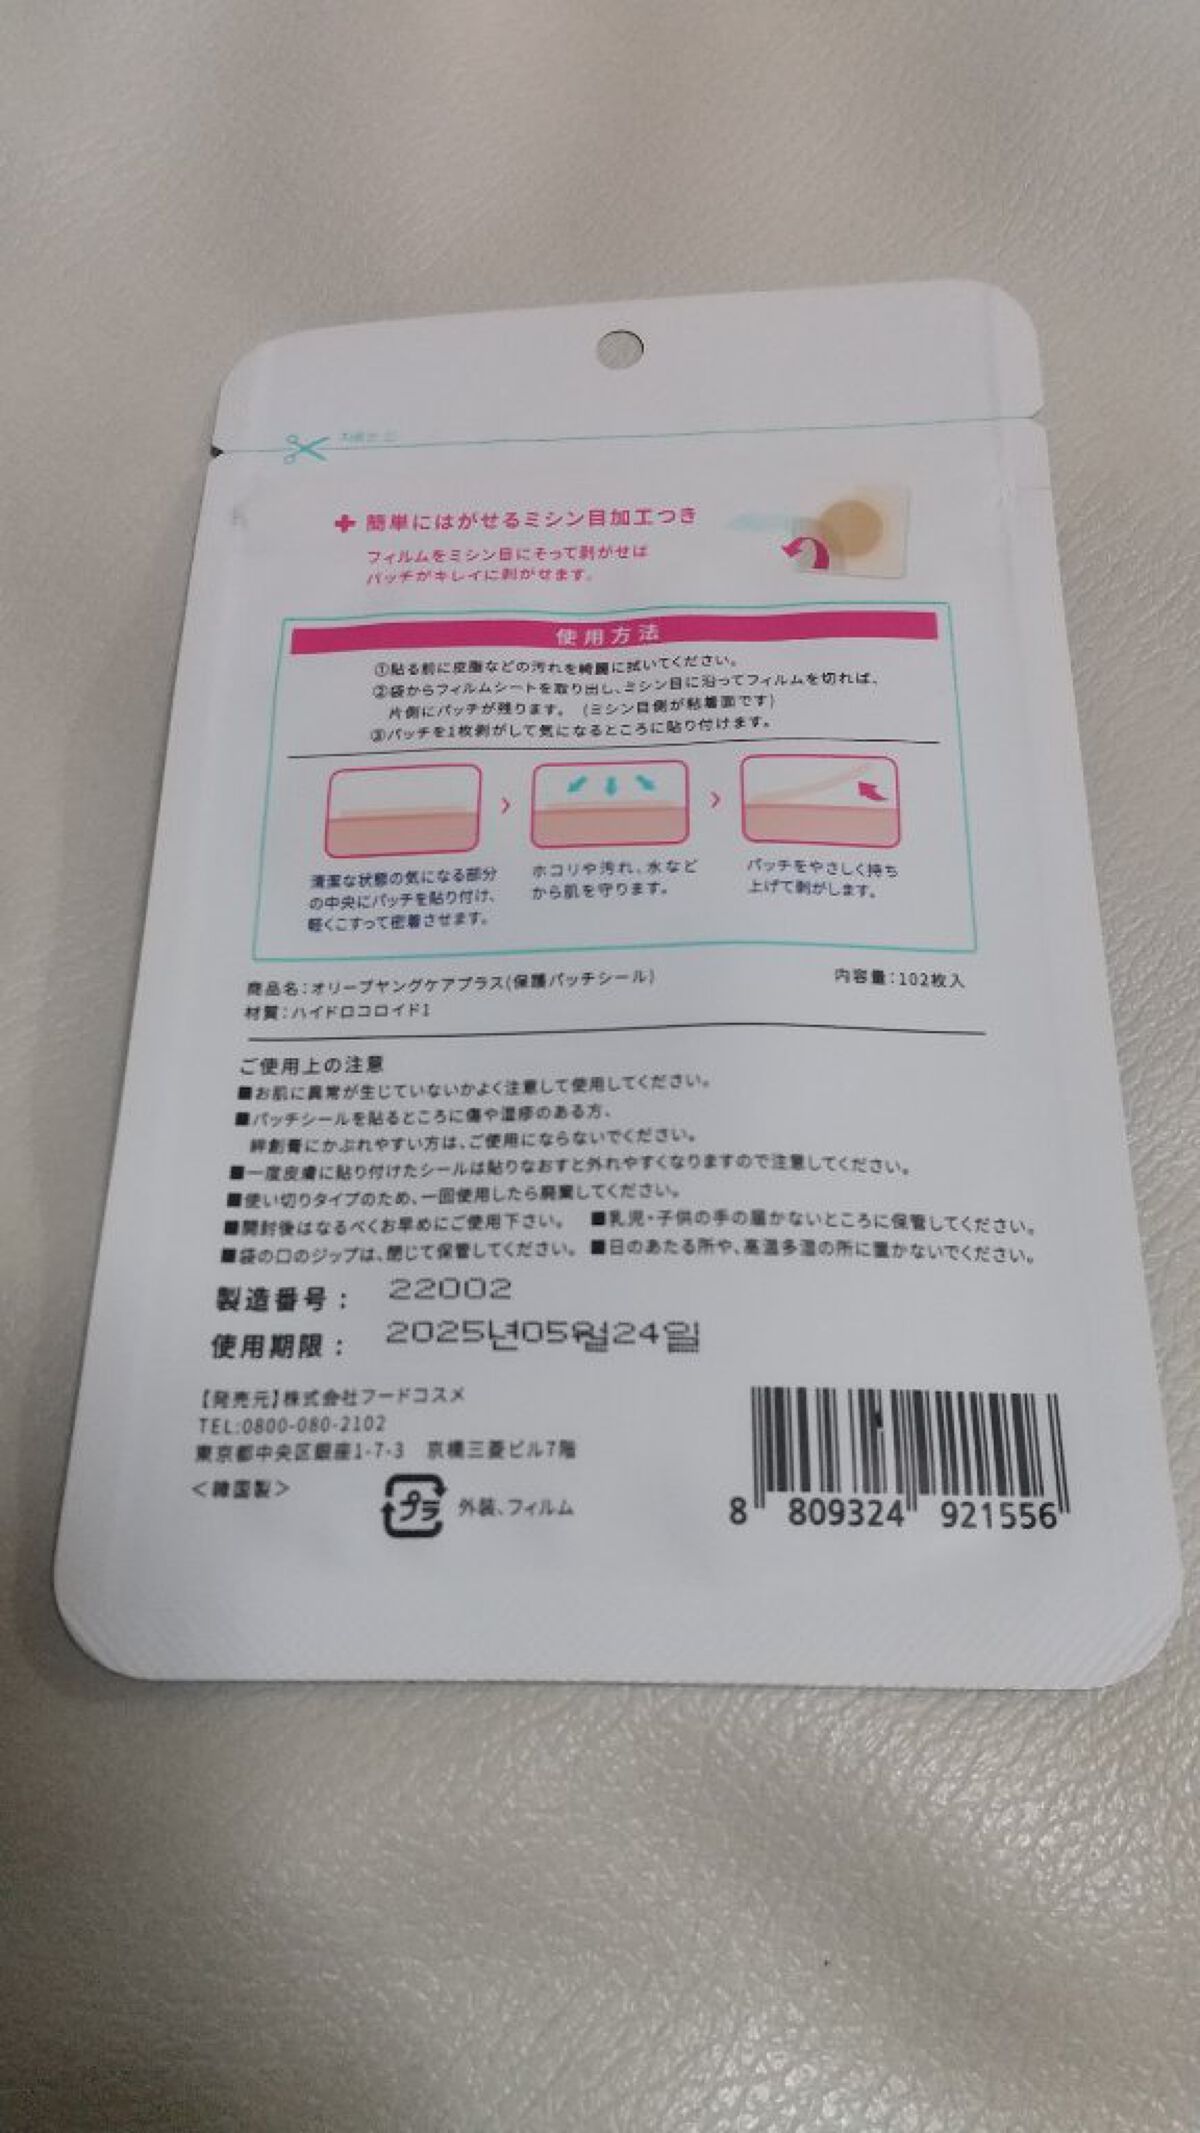 簡単にはがせるミシン目加工つき
フィルムをミシン目にそって剥がせば
パッチがキレイに剥がせます。
使用方法
①貼る前に皮脂などの汚れを綺麗に拭いてください。
②袋からフィルムシートを取り出し、ミシン目に沿ってフィルムを切れば、
片側にパッチが残ります。 (ミシン目側が粘着面です)
③パッチを1枚剥がして気になるところに貼り付けます。
清潔な状態の気になる部分
の中央にパッチを貼り付け、
軽くこすって密着させます。
ホコリや汚れ、水など
から肌を守ります。
パッチをやさしく持ち
上げて剥がします。
商品名：オリーブヤングケアプラス(保護パッチシール) 内容量：102枚入
材質：ハイドロコロイド1
ご使用上の注意
■お肌に異常が生じていないかよく注意して使用してください。
■パッチシールを貼るところに傷や湿疹のある方、
絆創膏にかぶれやすい方は、ご使用にならないでください。
■一度皮膚に貼り付けたシールは貼りなおすと外れやすくなりますので注意してください。
■使い切りタイプのため、一回使用したら廃棄してください。
■開封後はなるべくお早めにご使用下さい。 ■乳児・子供の手の届かないところに保管してください。
■袋の口のジップは、閉じて保管してください。 ■日のあたる所や、高温多湿の所に置かないでください。
製造番号： 22002
使用期限： 2025년05월24일
【発売元】株式会社フードコスメ
TEL:0800-080-2102
東京都中央区銀座1-7-3 京橋三菱ビル7階
＜韓国製＞
プラ 外装、フィルム
8 809324 921556